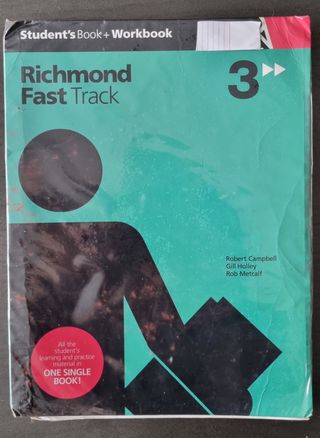 Student's Book + Workbook
Richmond
Fast Track
3
Robert Campbell
Gill Holley
Rob Metcalf
All the
student's
learning and practice
material in
ONE SINGLE
BOOK!